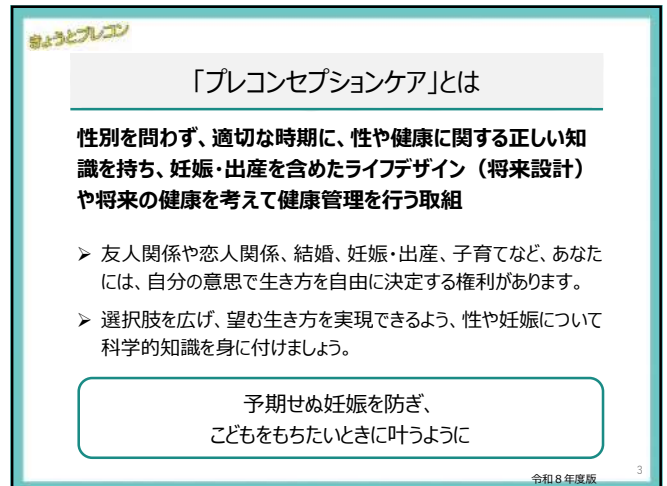 きょうとプレコン
「プレコンセプションケア」とは
性別を問わず、適切な時期に、性や健康に関する正しい知
識を持ち、妊娠・出産を含めたライフデザイン（将来設計）
や将来の健康を考えて健康管理を行う取組
➢ 友人関係や恋人関係、結婚、妊娠・出産、子育てなど、あなた
には、自分の意思で生き方を自由に決定する権利があります。
➢ 選択肢を広げ、望む生き方を実現できるよう、性や妊娠について
科学的知識を身に付けましょう。
予期せぬ妊娠を防ぎ、
こどもをもちたいときに叶うように
令和８年度版
3